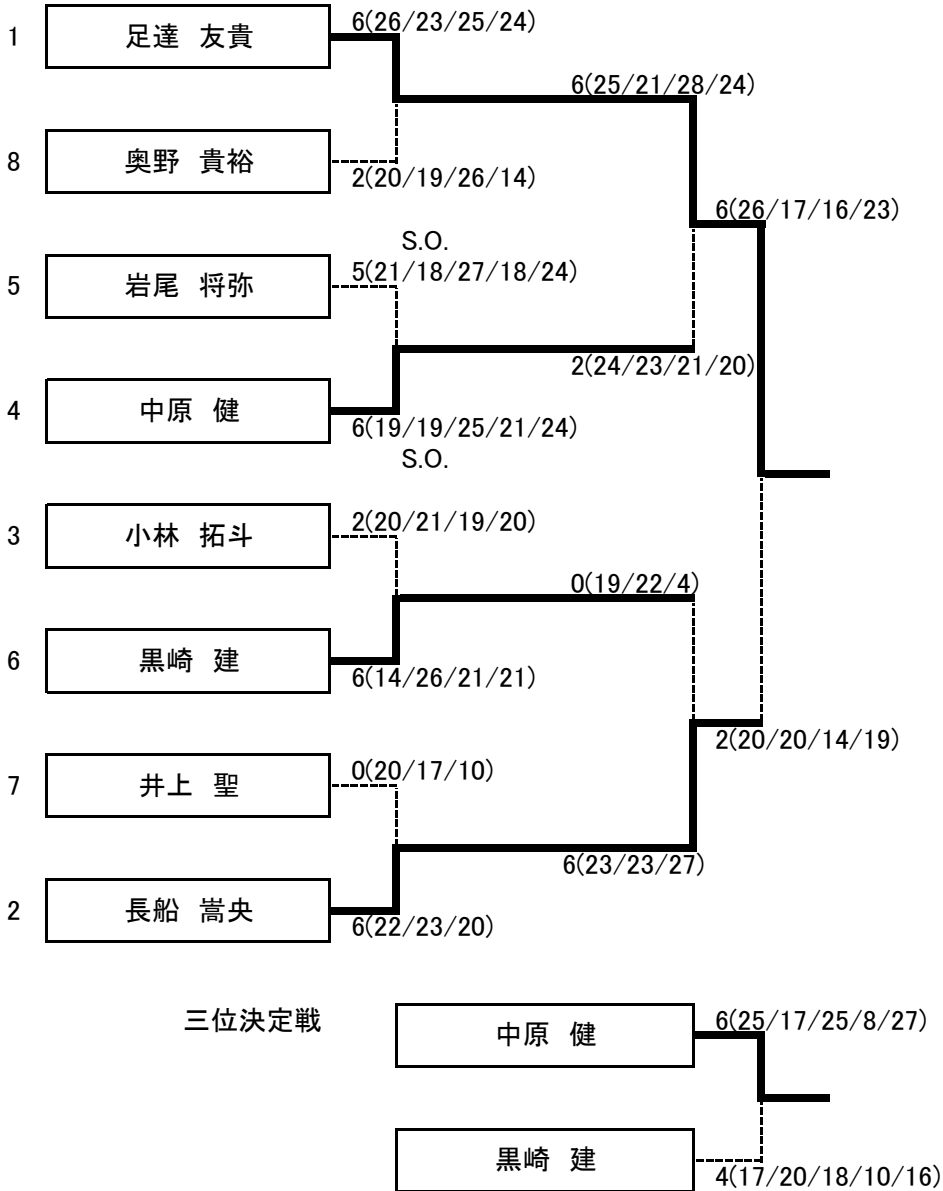 6(26/23/25/24)
1 足達 友貴
6(25/21/28/24)
8 奥野 貴裕
2(20/19/26/14)
6(26/17/16/23)
S.O.
5(21/18/27/18/24)
5 岩尾 将弥
2(24/23/21/20)
4 中原 健
6(19/19/25/21/24)
S.O.
2(20/21/19/20)
3 小林 拓斗
0(19/22/4)
6 黒崎 建
6(14/26/21/21)
2(20/20/14/19)
0(20/17/10)
7 井上 聖
6(23/23/27)
2 長船 嵩央
6(22/23/20)
三位決定戦
中原 健
6(25/17/25/8/27)
黒崎 建
4(17/20/18/10/16)